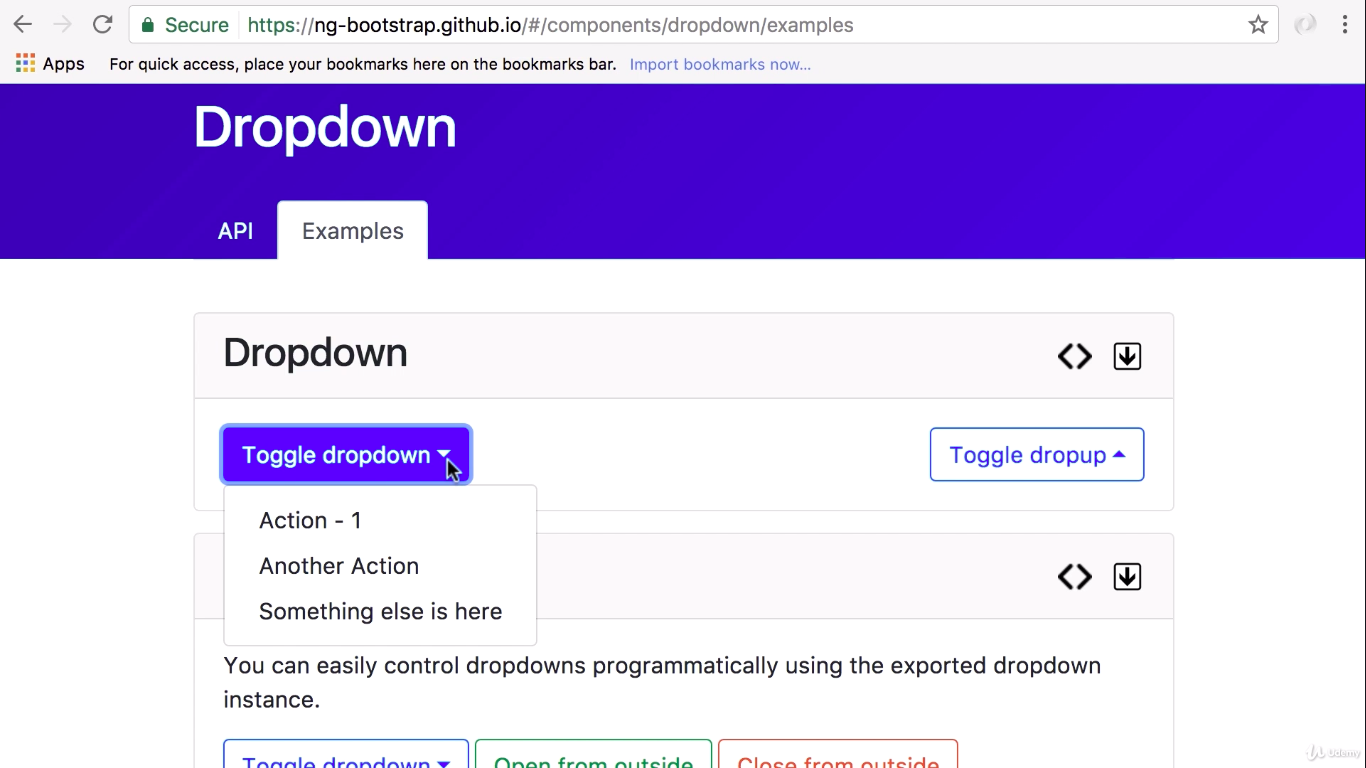 Secure https://ng-bootstrap.github.io/#/components/dropdown/examples
Apps For quick access, place your bookmarks here on the bookmarks bar. Import bookmarks now...
Dropdown
API Examples
Dropdown
Toggle dropdown Toggle dropup
Action - 1
Another Action
Something else is here
You can easily control dropdowns programmatically using the exported dropdown
instance.
Toggle dropdown Open from outside Close from outside
Udemy